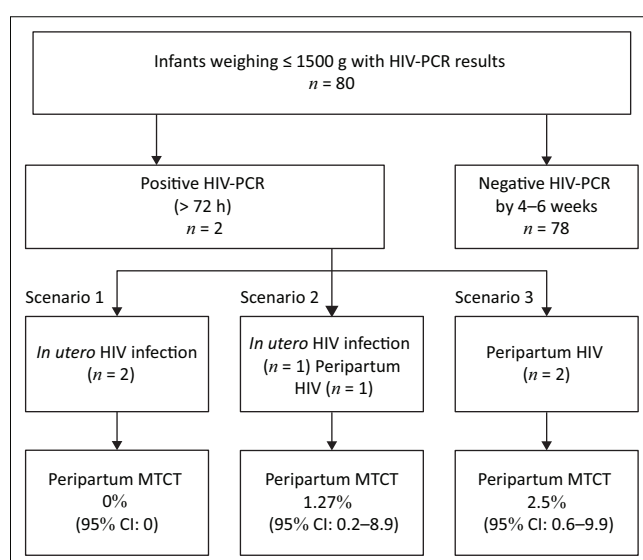 Infants weighing ≤ 1500 g with HIV-PCR results
n = 80
Positive HIV-PCR
(> 72 h)
n = 2
Negative HIV-PCR
by 4–6 weeks
n = 78
Scenario 1
In utero HIV infection
(n = 2)
Scenario 2
In utero HIV infection
(n = 1) Peripartum
HIV (n = 1)
Scenario 3
Peripartum HIV
(n = 2)
Peripartum MTCT
0%
(95% CI: 0)
Peripartum MTCT
1.27%
(95% CI: 0.2–8.9)
Peripartum MTCT
2.5%
(95% CI: 0.6–9.9)